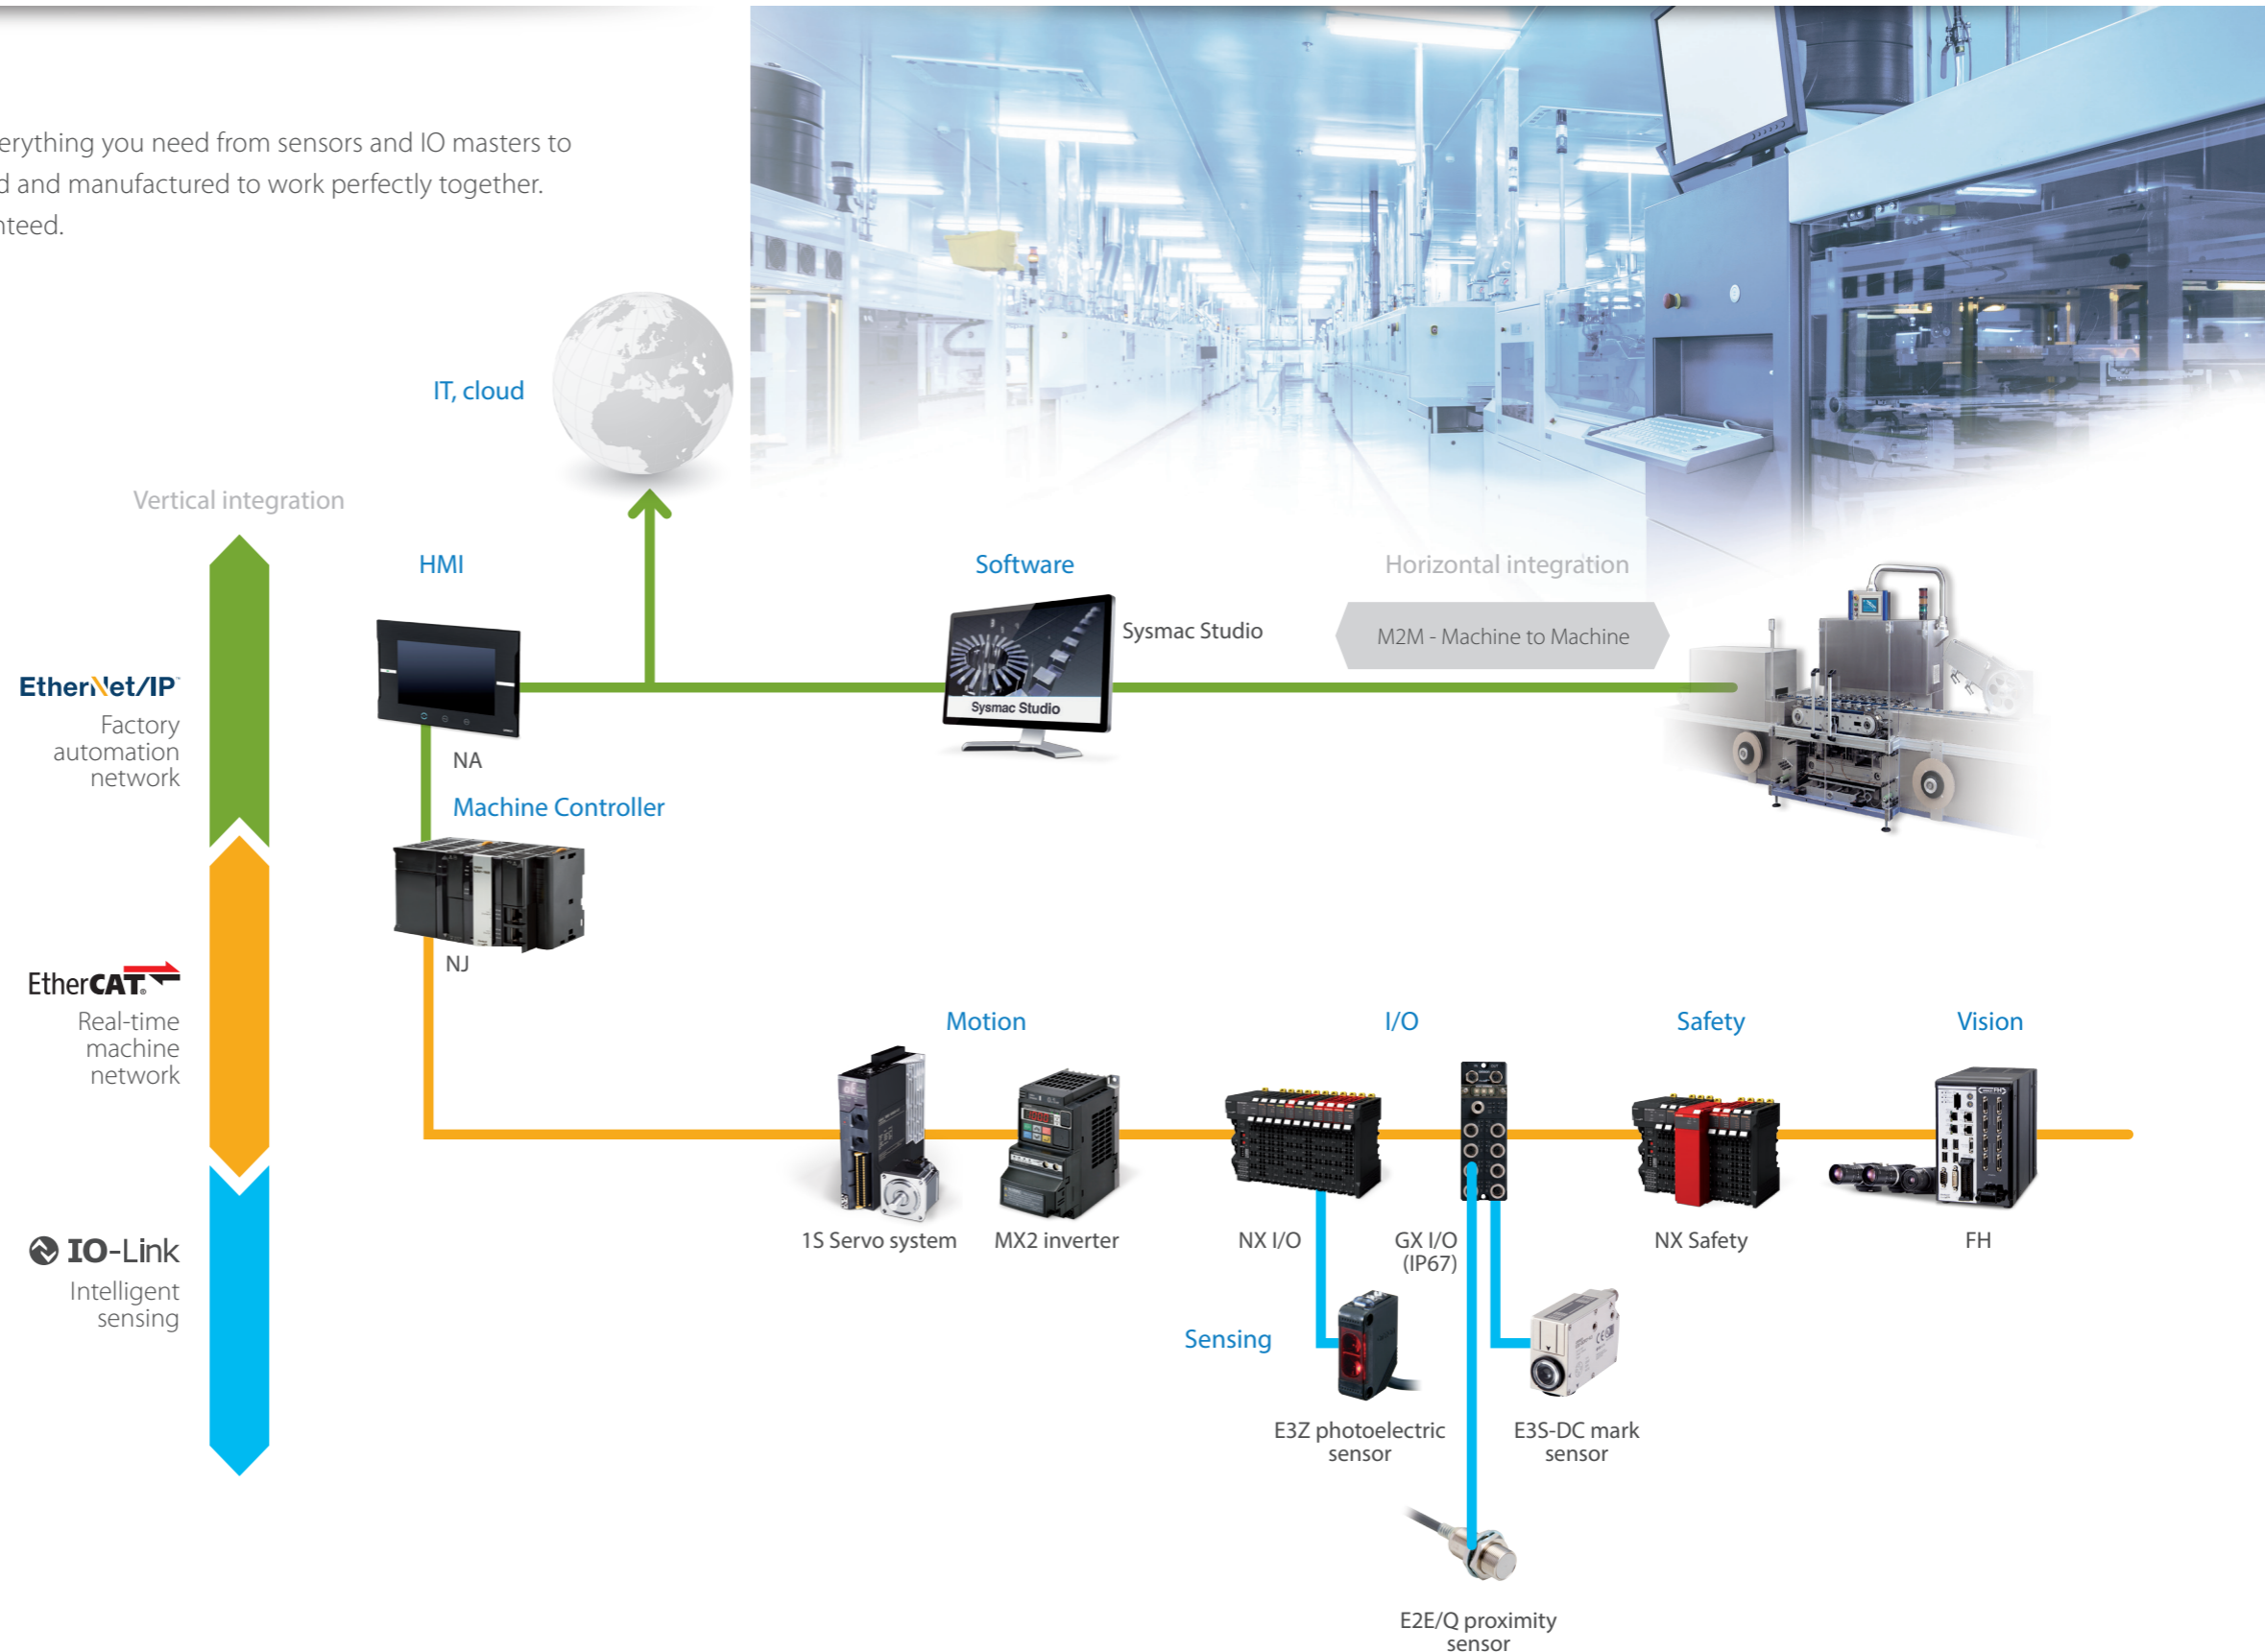 erything you need from sensors and IO masters to
d and manufactured to work perfectly together.
nteed.
IT, cloud
Vertical integration
HMI
Software
Horizontal integration
Sysmac Studio
M2M - Machine to Machine
Sysmac Studio
EtherNet/IP™
Factory
automation
network
NA
Machine Controller
NJ
EtherCAT®
Real-time
machine
network
Motion
I/O
Safety
Vision
FH
1S Servo system
MX2 inverter
NX I/O
GX I/O
(IP67)
NX Safety
FH
IO-Link
Intelligent
sensing
Sensing
CE
E3Z photoelectric
sensor
E3S-DC mark
sensor
E2E/Q proximity
sensor